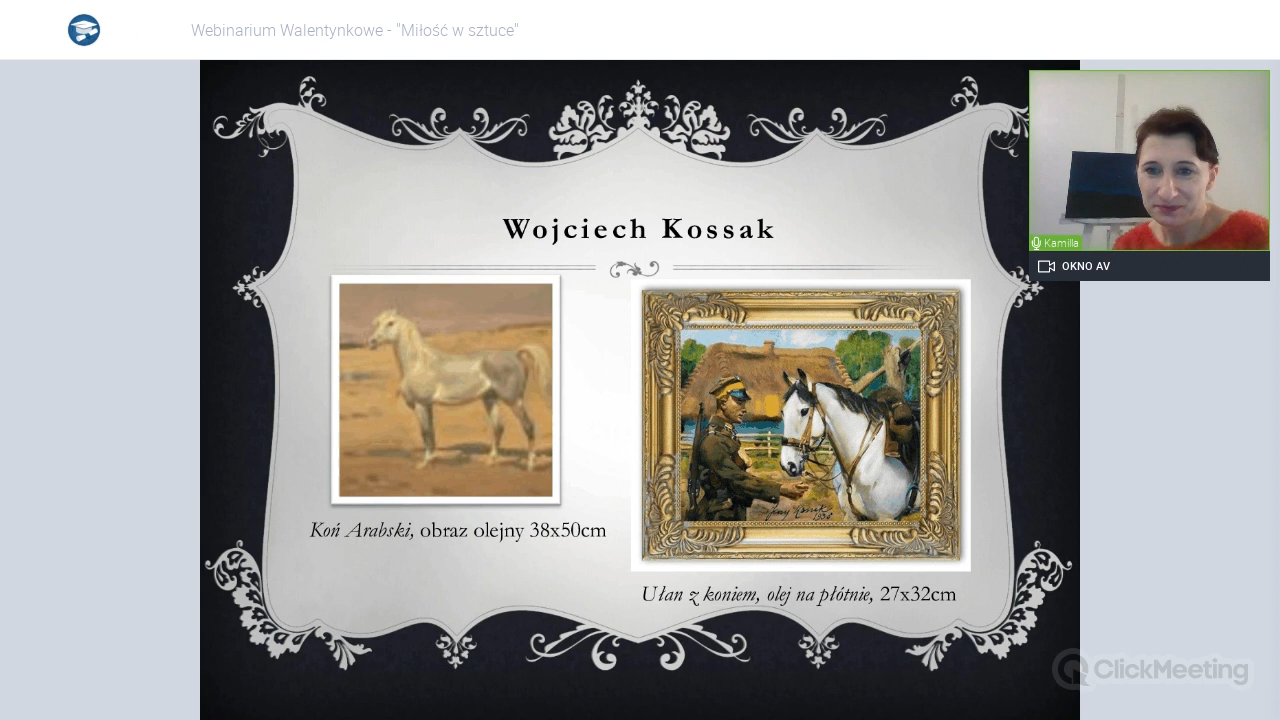 Webinarium Walentynkowe - "Miłość w sztuce"
Wojciech Kossak
Kamilla
OKNO AV
Koń Arabski, obraz olejny 38x50cm
Ułan z koniem, olej na płótnie, 27x32cm
ClickMeeting